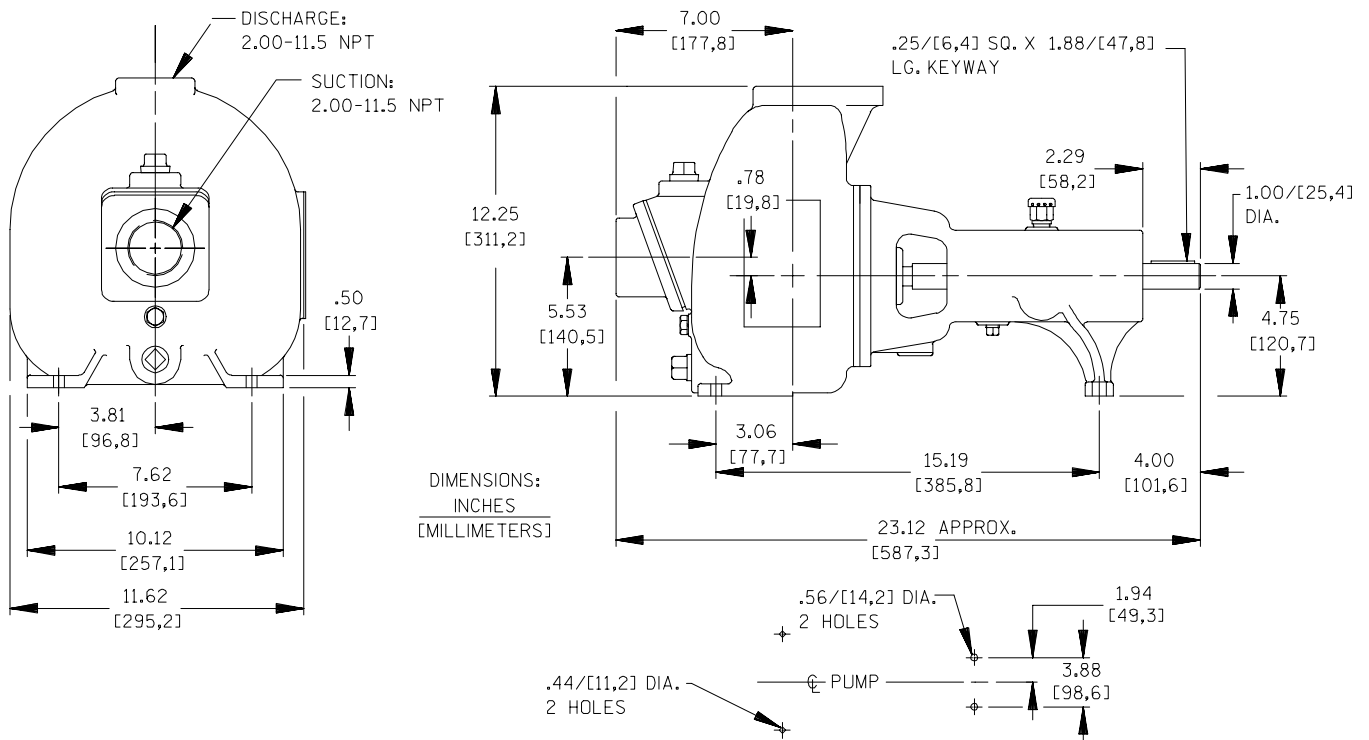 DISCHARGE:
2.00-11.5 NPT
SUCTION:
2.00-11.5 NPT
.50
[12,7]
3.81
[96,8]
7.62
[193,6]
10.12
[257,1]
11.62
[295,2]
7.00
[177,8]
.25/[6,4] SQ. X 1.88/[47,8]
LG. KEYWAY
2.29
[58,2]
1.00/[25,4]
DIA.
.78
[19,8]
12.25
[311,2]
5.53
[140,5]
4.75
[120,7]
3.06
[77,7]
15.19
[385,8]
4.00
[101,6]
23.12 APPROX.
[587,3]
DIMENSIONS:
INCHES
[MILLIMETERS]
.56/[14,2] DIA.
2 HOLES
1.94
[49,3]
℄ PUMP
3.88
[98,6]
.44/[11,2] DIA.
2 HOLES